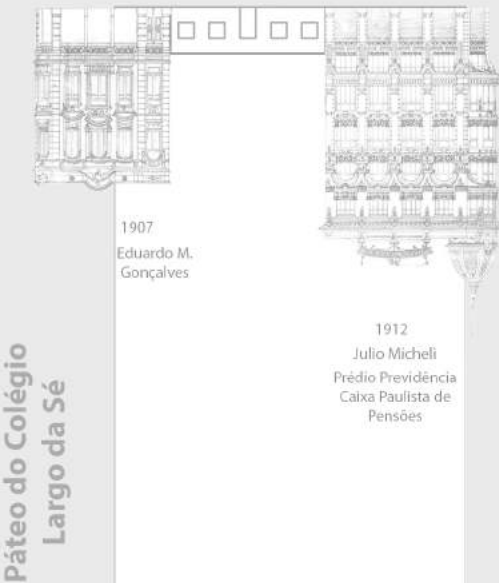 1907
Eduardo M.
Gonçalves
1912
Julio Micheli
Prédio Previdência
Caixa Paulista de
Pensões
Páteo do Colégio
Largo da Sé